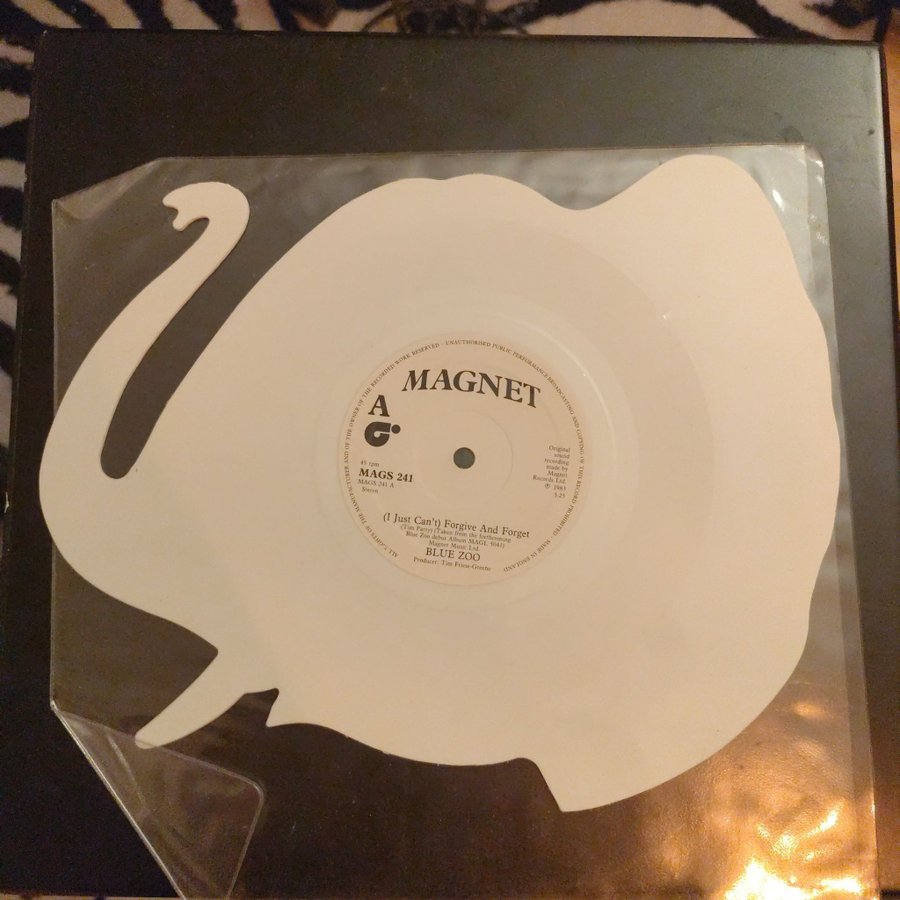 ALL RIGHTS OF THE MANUFACTURER AND OF THE OWNER OF THE RECORDED WORK RESERVED · UNAUTHORISED PUBLIC PERFORMANCE BROADCASTING AND COPYING OF THIS RECORD PROHIBITED · MADE IN ENGLAND
MAGNET
A
45 rpm
MAGS 241
MAGS 241 A
Stereo
Original
sound
recording
made by
Magnet
Records Ltd.
℗ 1983
3.25
(I Just Can't) Forgive And Forget
(Tim Parry) (Taken from the forthcoming
Blue Zoo debut Album MAGL 5041)
Magnet Music Ltd.
BLUE ZOO
Producer: Tim Friese-Greene